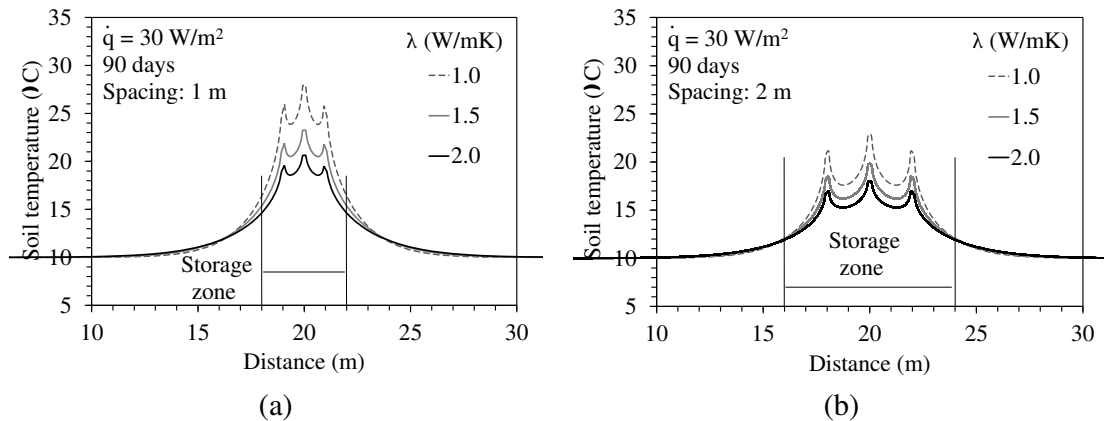 35
30
25
20
15
10
5
Soil temperature (οC)
q̇ = 30 W/m²
90 days
Spacing: 1 m
λ (W/mK)
1.0
1.5
2.0
Storage
zone
10 15 20 25 30
Distance (m)
(a)
35
30
25
20
15
10
5
Soil temperature (οC)
q̇ = 30 W/m²
90 days
Spacing: 2 m
λ (W/mK)
1.0
1.5
2.0
Storage
zone
10 15 20 25 30
Distance (m)
(b)